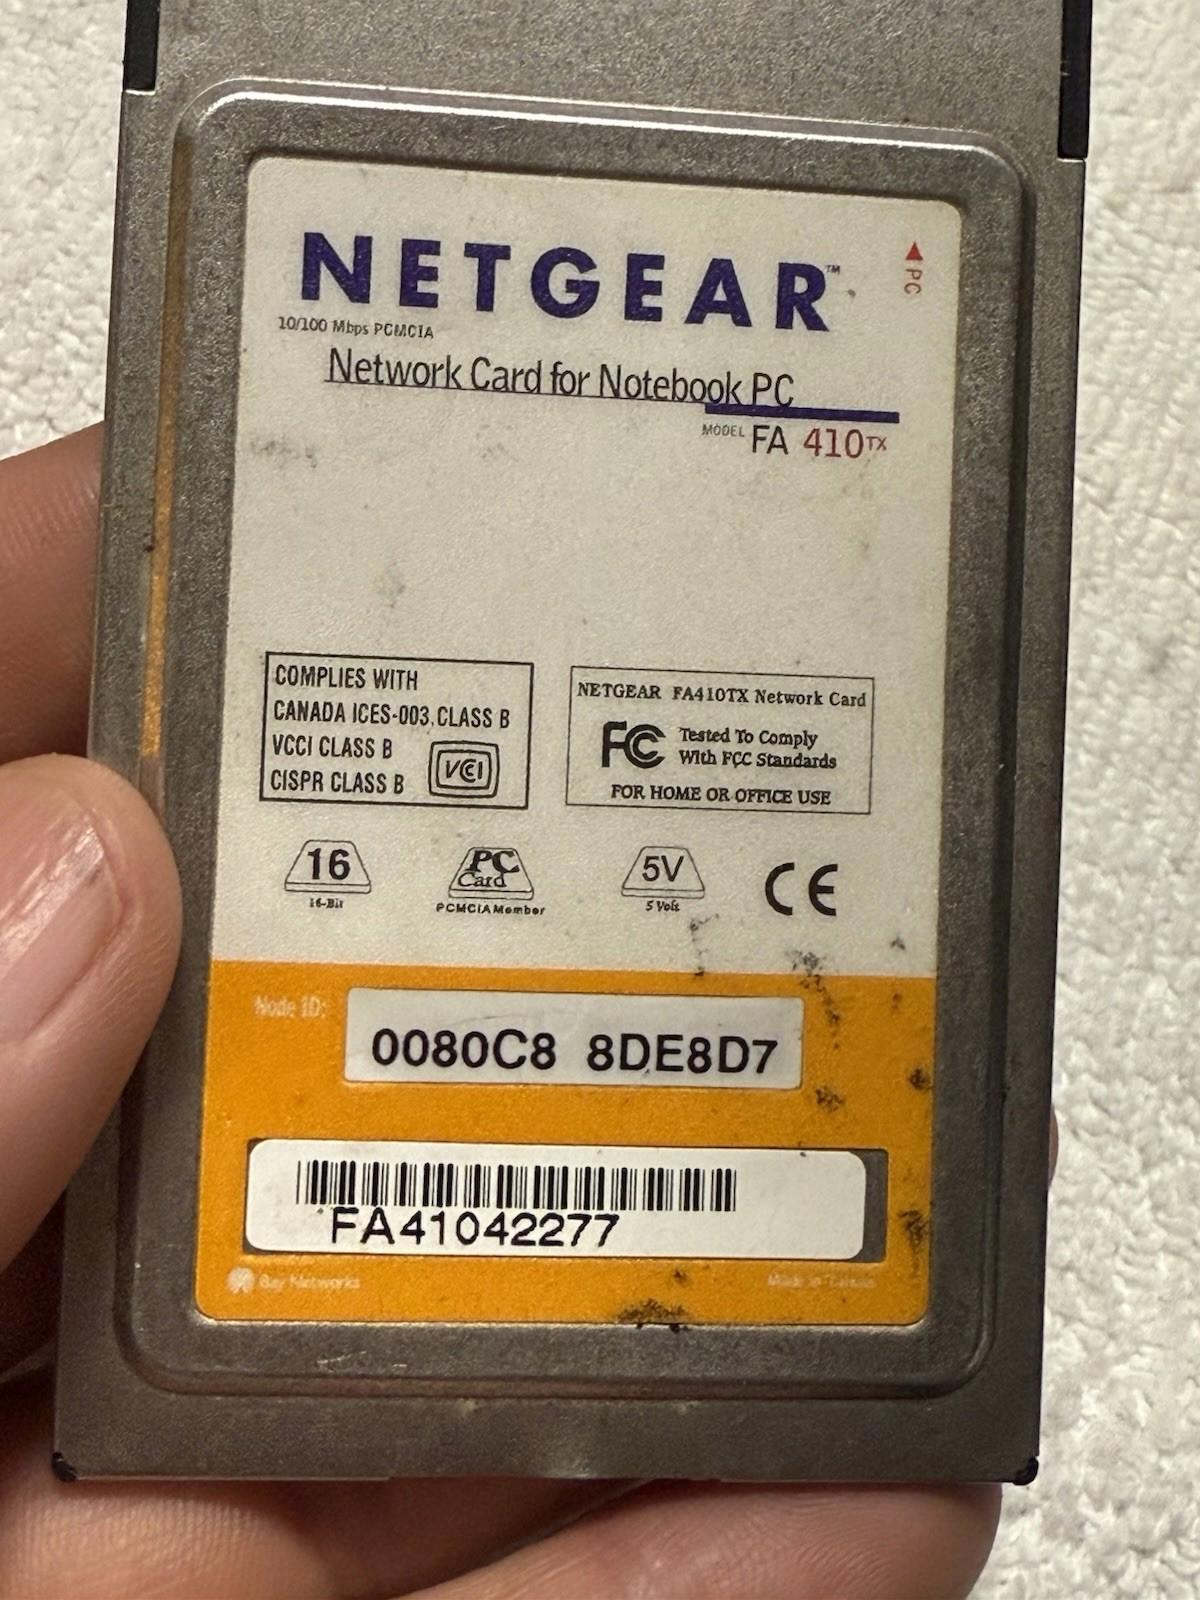 NETGEAR™
PC
10/100 Mbps PCMCIA
Network Card for Notebook PC
MODEL FA 410TX
COMPLIES WITH
CANADA ICES-003, CLASS B
VCCI CLASS B
CISPR CLASS B
VCI
NETGEAR FA410TX Network Card
FC
Tested To Comply
With FCC Standards
FOR HOME OR OFFICE USE
16
16-Bit
PC
Card
PCMCIA Member
5V
5 Volt
CE
Node ID:
0080C8 8DE8D7
FA41042277
Bay Networks
Made in Taiwan